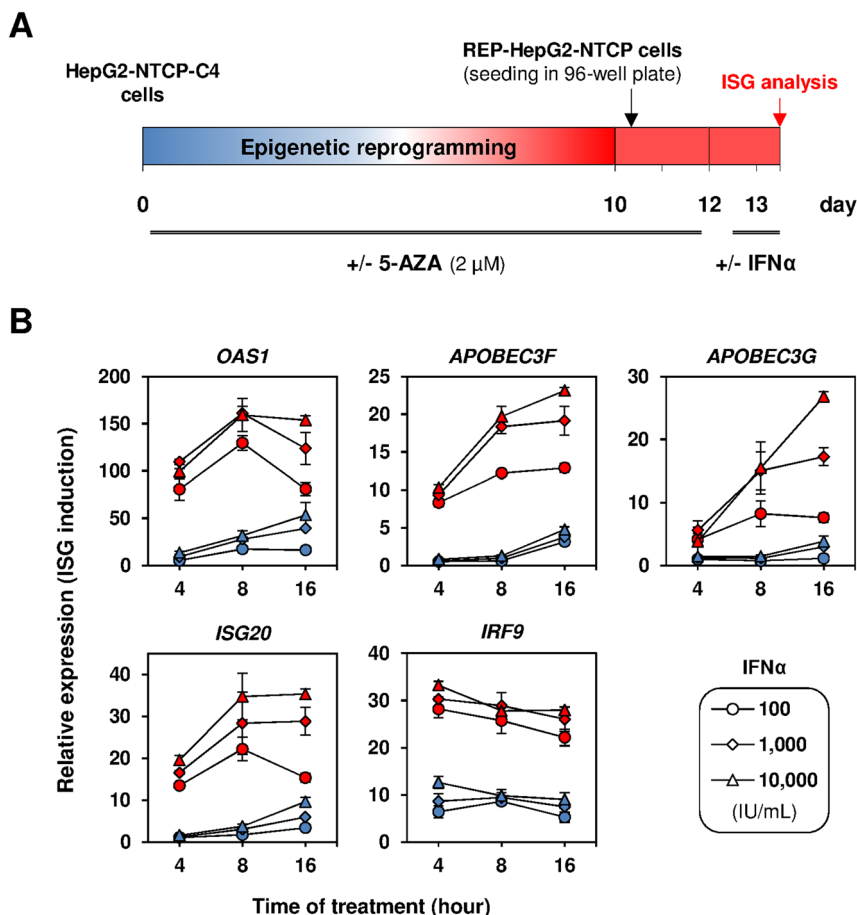 A
HepG2-NTCP-C4
cells
REP-HepG2-NTCP cells
(seeding in 96-well plate)
ISG analysis
Epigenetic reprogramming
0 10 12 13 day
+/- 5-AZA (2 µM) +/- IFNα
B
Relative expression (ISG induction)
OAS1
200
150
100
50
0
4 8 16
APOBEC3F
25
20
15
10
5
0
4 8 16
APOBEC3G
30
20
10
0
4 8 16
ISG20
40
30
20
10
0
4 8 16
IRF9
40
30
20
10
0
4 8 16
IFNα
100
1,000
10,000
(IU/mL)
Time of treatment (hour)